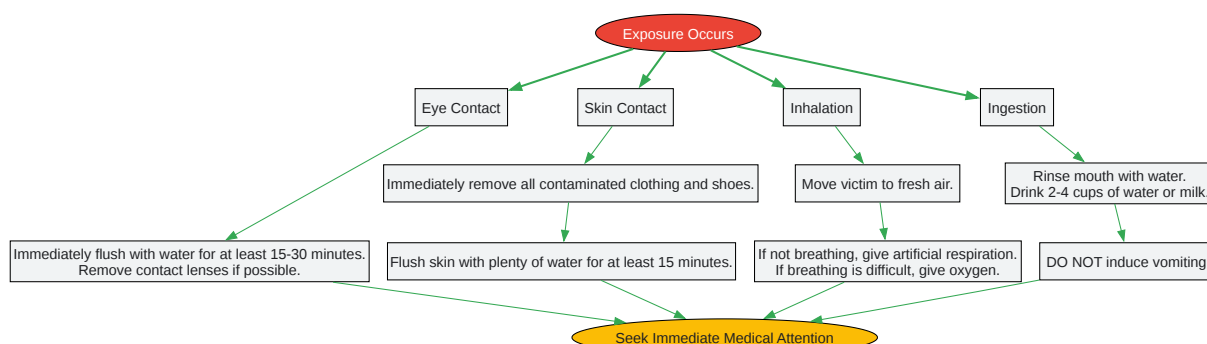 Exposure Occurs
Eye Contact
Skin Contact
Inhalation
Ingestion
Immediately remove all contaminated clothing and shoes.
Move victim to fresh air.
Rinse mouth with water.
Drink 2-4 cups of water or milk.
Immediately flush with water for at least 15-30 minutes.
Remove contact lenses if possible.
Flush skin with plenty of water for at least 15 minutes.
If not breathing, give artificial respiration.
If breathing is difficult, give oxygen.
DO NOT induce vomiting
Seek Immediate Medical Attention